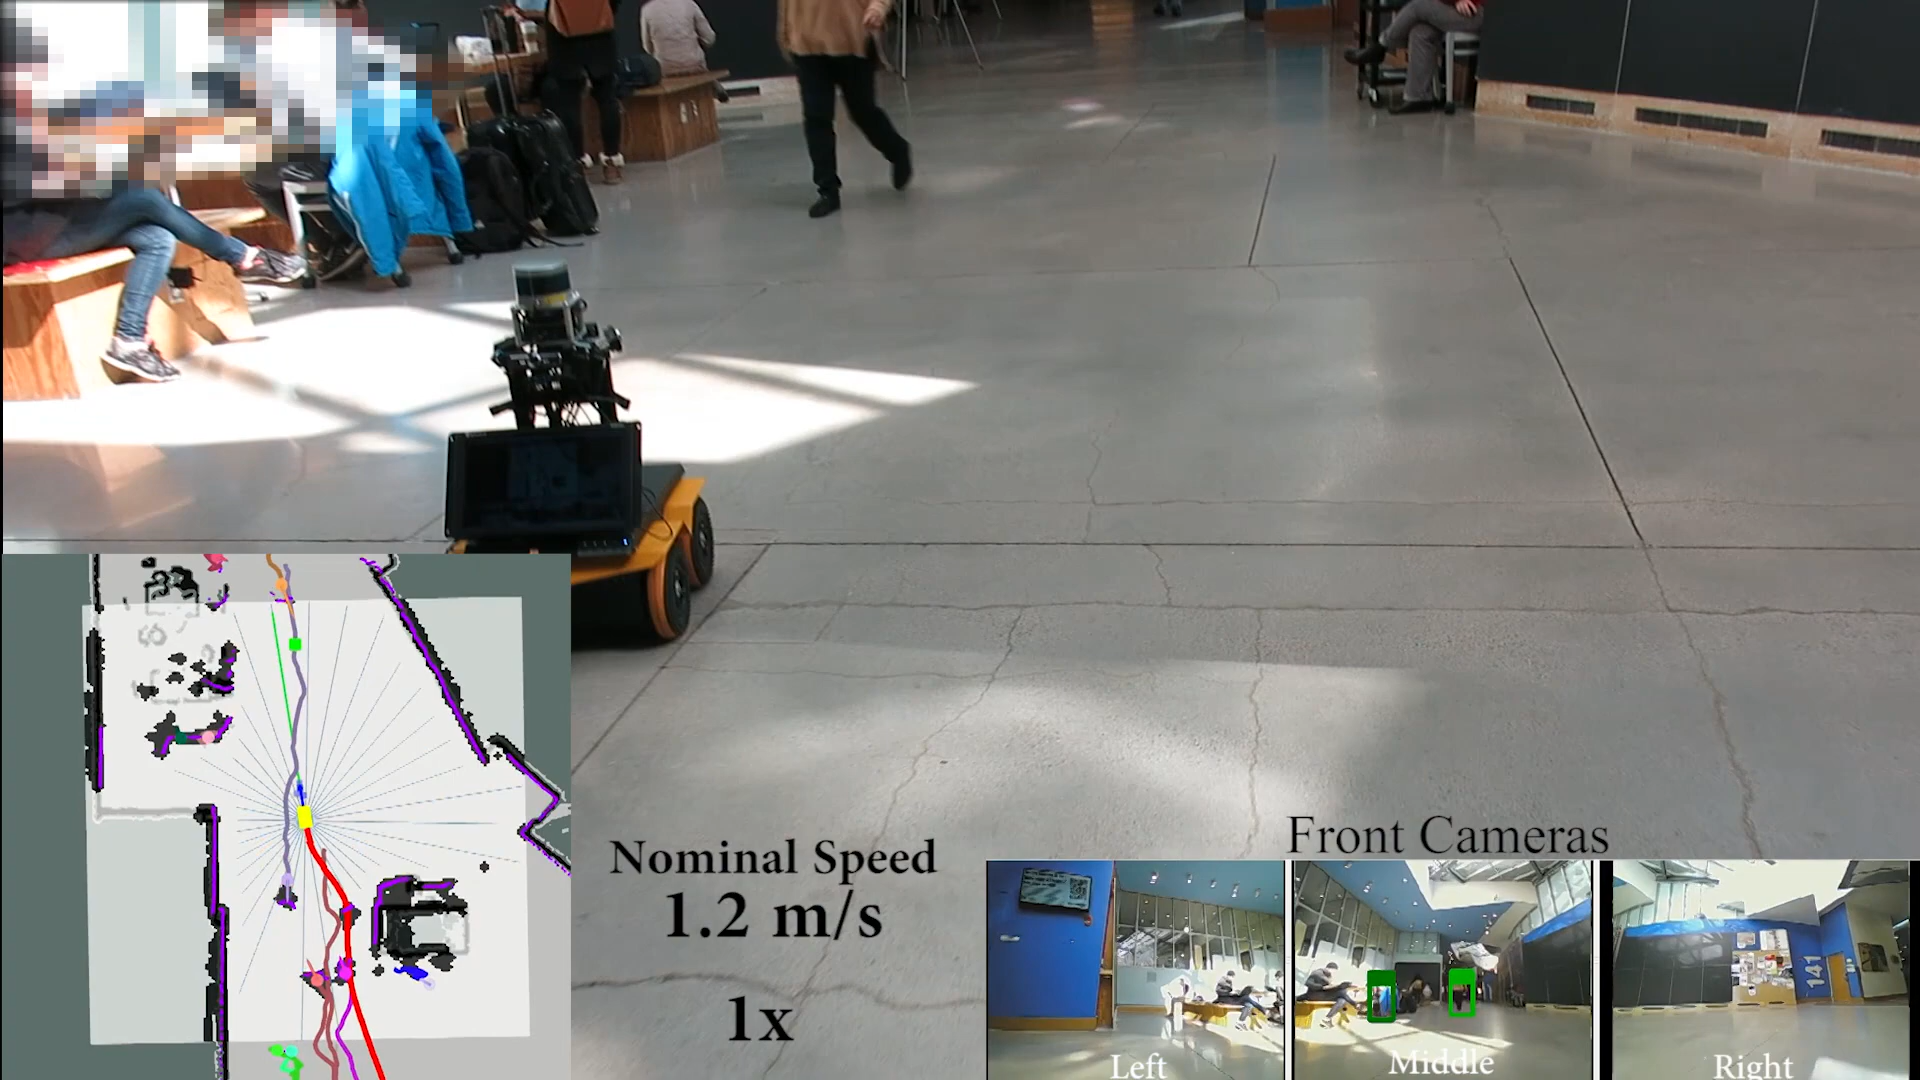 Nominal Speed
1.2 m/s
1x
Front Cameras
Left
Middle
Right
141